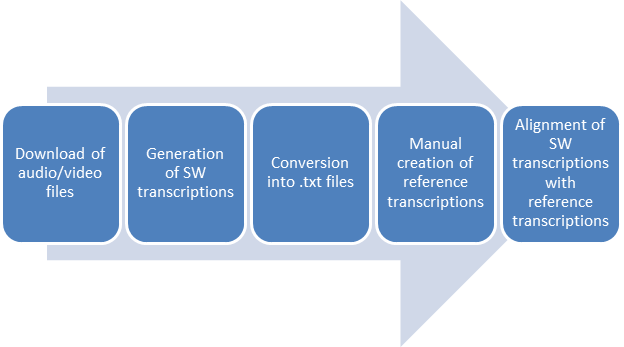 Download of
audio/video
files
Generation
of SW
transcriptions
Conversion
into .txt files
Manual
creation of
reference
transcriptions
Alignment of
SW
transcriptions
with
reference
transcriptions